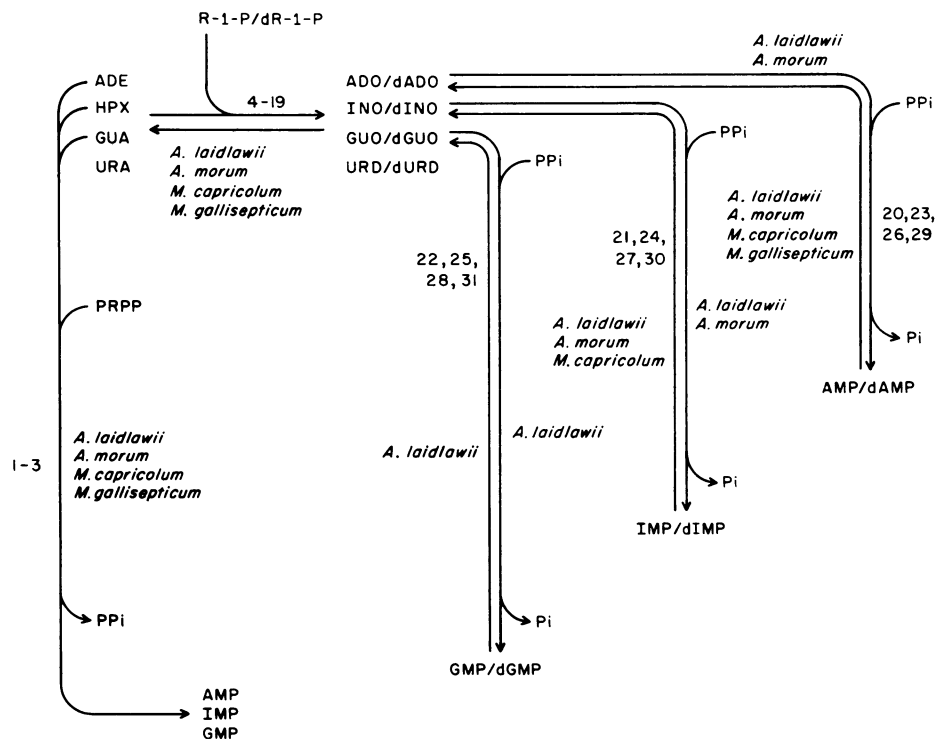 R-1-P/dR-1-P
A. laidlawii
A. morum
ADE
HPX
GUA
URA
4-19
A. laidlawii
A. morum
M. capricolum
M. gallisepticum
ADO/dADO
INO/dINO
GUO/dGUO
URD/dURD
PPi
PPi
PPi
22,25,
28,31
21,24,
27,30
A. laidlawii
A. morum
M. capricolum
M. gallisepticum
20,23,
26,29
PRPP
A. laidlawii
A. morum
M. capricolum
A. laidlawii
A. morum
Pi
AMP/dAMP
1-3
A. laidlawii
A. morum
M. capricolum
M. gallisepticum
A. laidlawii
A. laidlawii
Pi
IMP/dIMP
PPi
Pi
GMP/dGMP
AMP
IMP
GMP